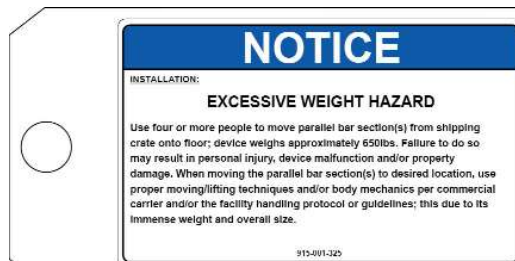 NOTICE
INSTALLATION:
EXCESSIVE WEIGHT HAZARD
Use four or more people to move parallel bar section(s) from shipping
crate onto floor; device weighs approximately 650lbs. Failure to do so
may result in personal injury, device malfunction and/or property
damage. When moving the parallel bar section(s) to desired location, use
proper moving/lifting techniques and/or body mechanics per commercial
carrier and/or the facility handling protocol or guidelines; this due to its
immense weight and overall size.
915-001-325